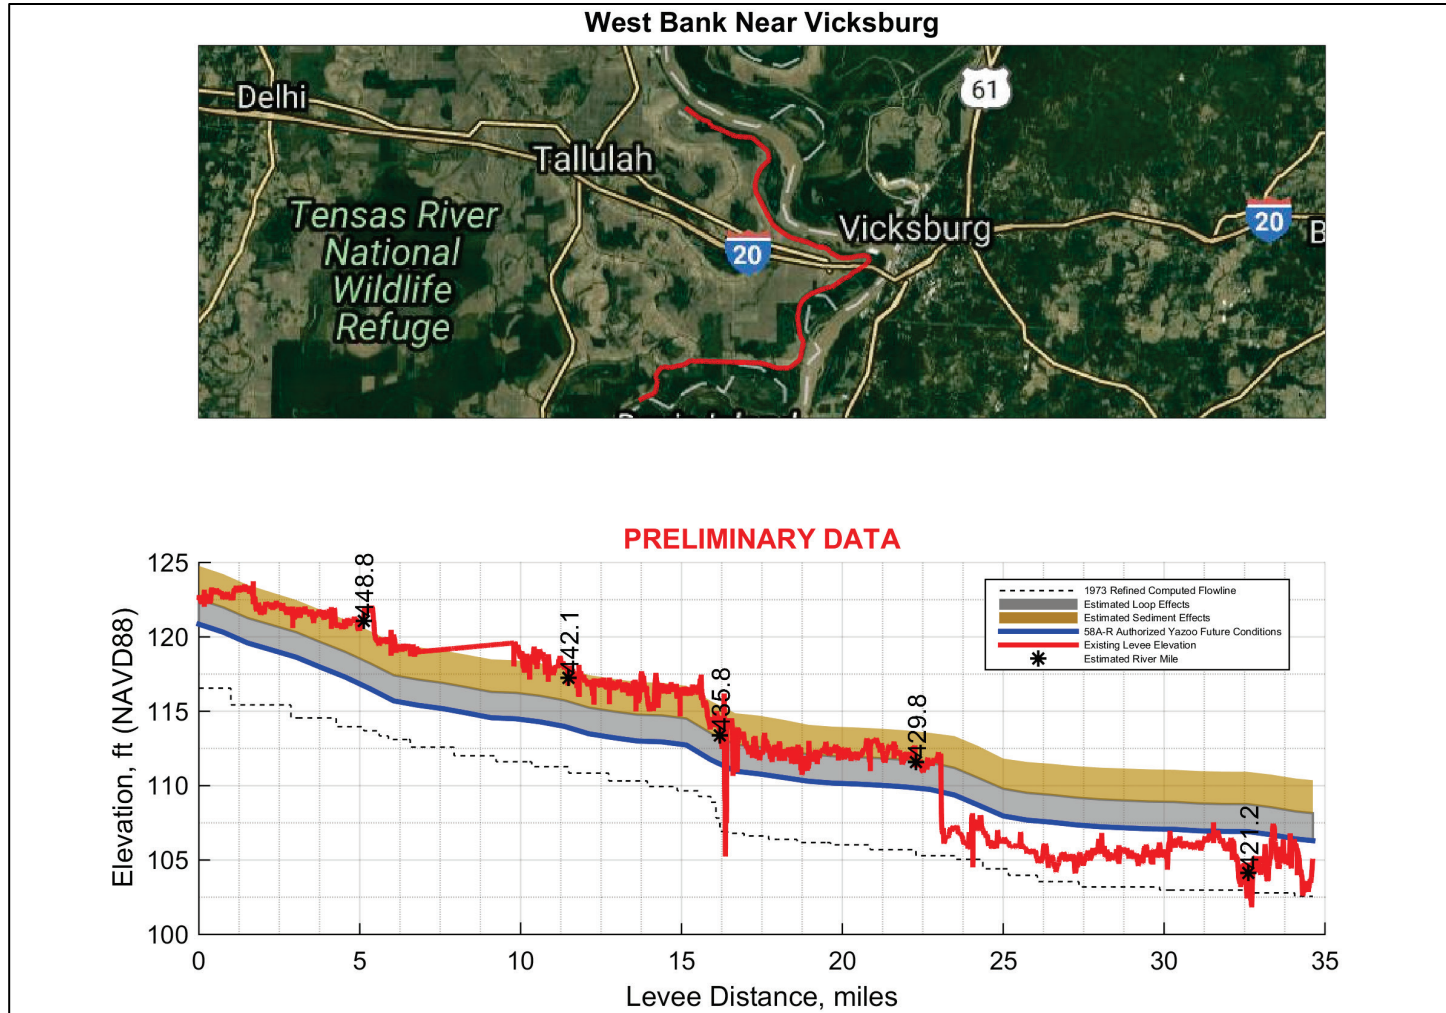 West Bank Near Vicksburg
61
Delhi
Tallulah
Tensas River
National
Wildlife
Refuge
Vicksburg
20
20
B
PRELIMINARY DATA
Elevation, ft (NAVD88)
125
120
115
110
105
100
448.8
442.1
435.8
429.8
421.2
1973 Refined Computed Flowline
Estimated Loop Effects
Estimated Sediment Effects
58A-R Authorized Yazoo Future Conditions
Existing Levee Elevation
Estimated River Mile
0
5
10
15
20
25
30
35
Levee Distance, miles